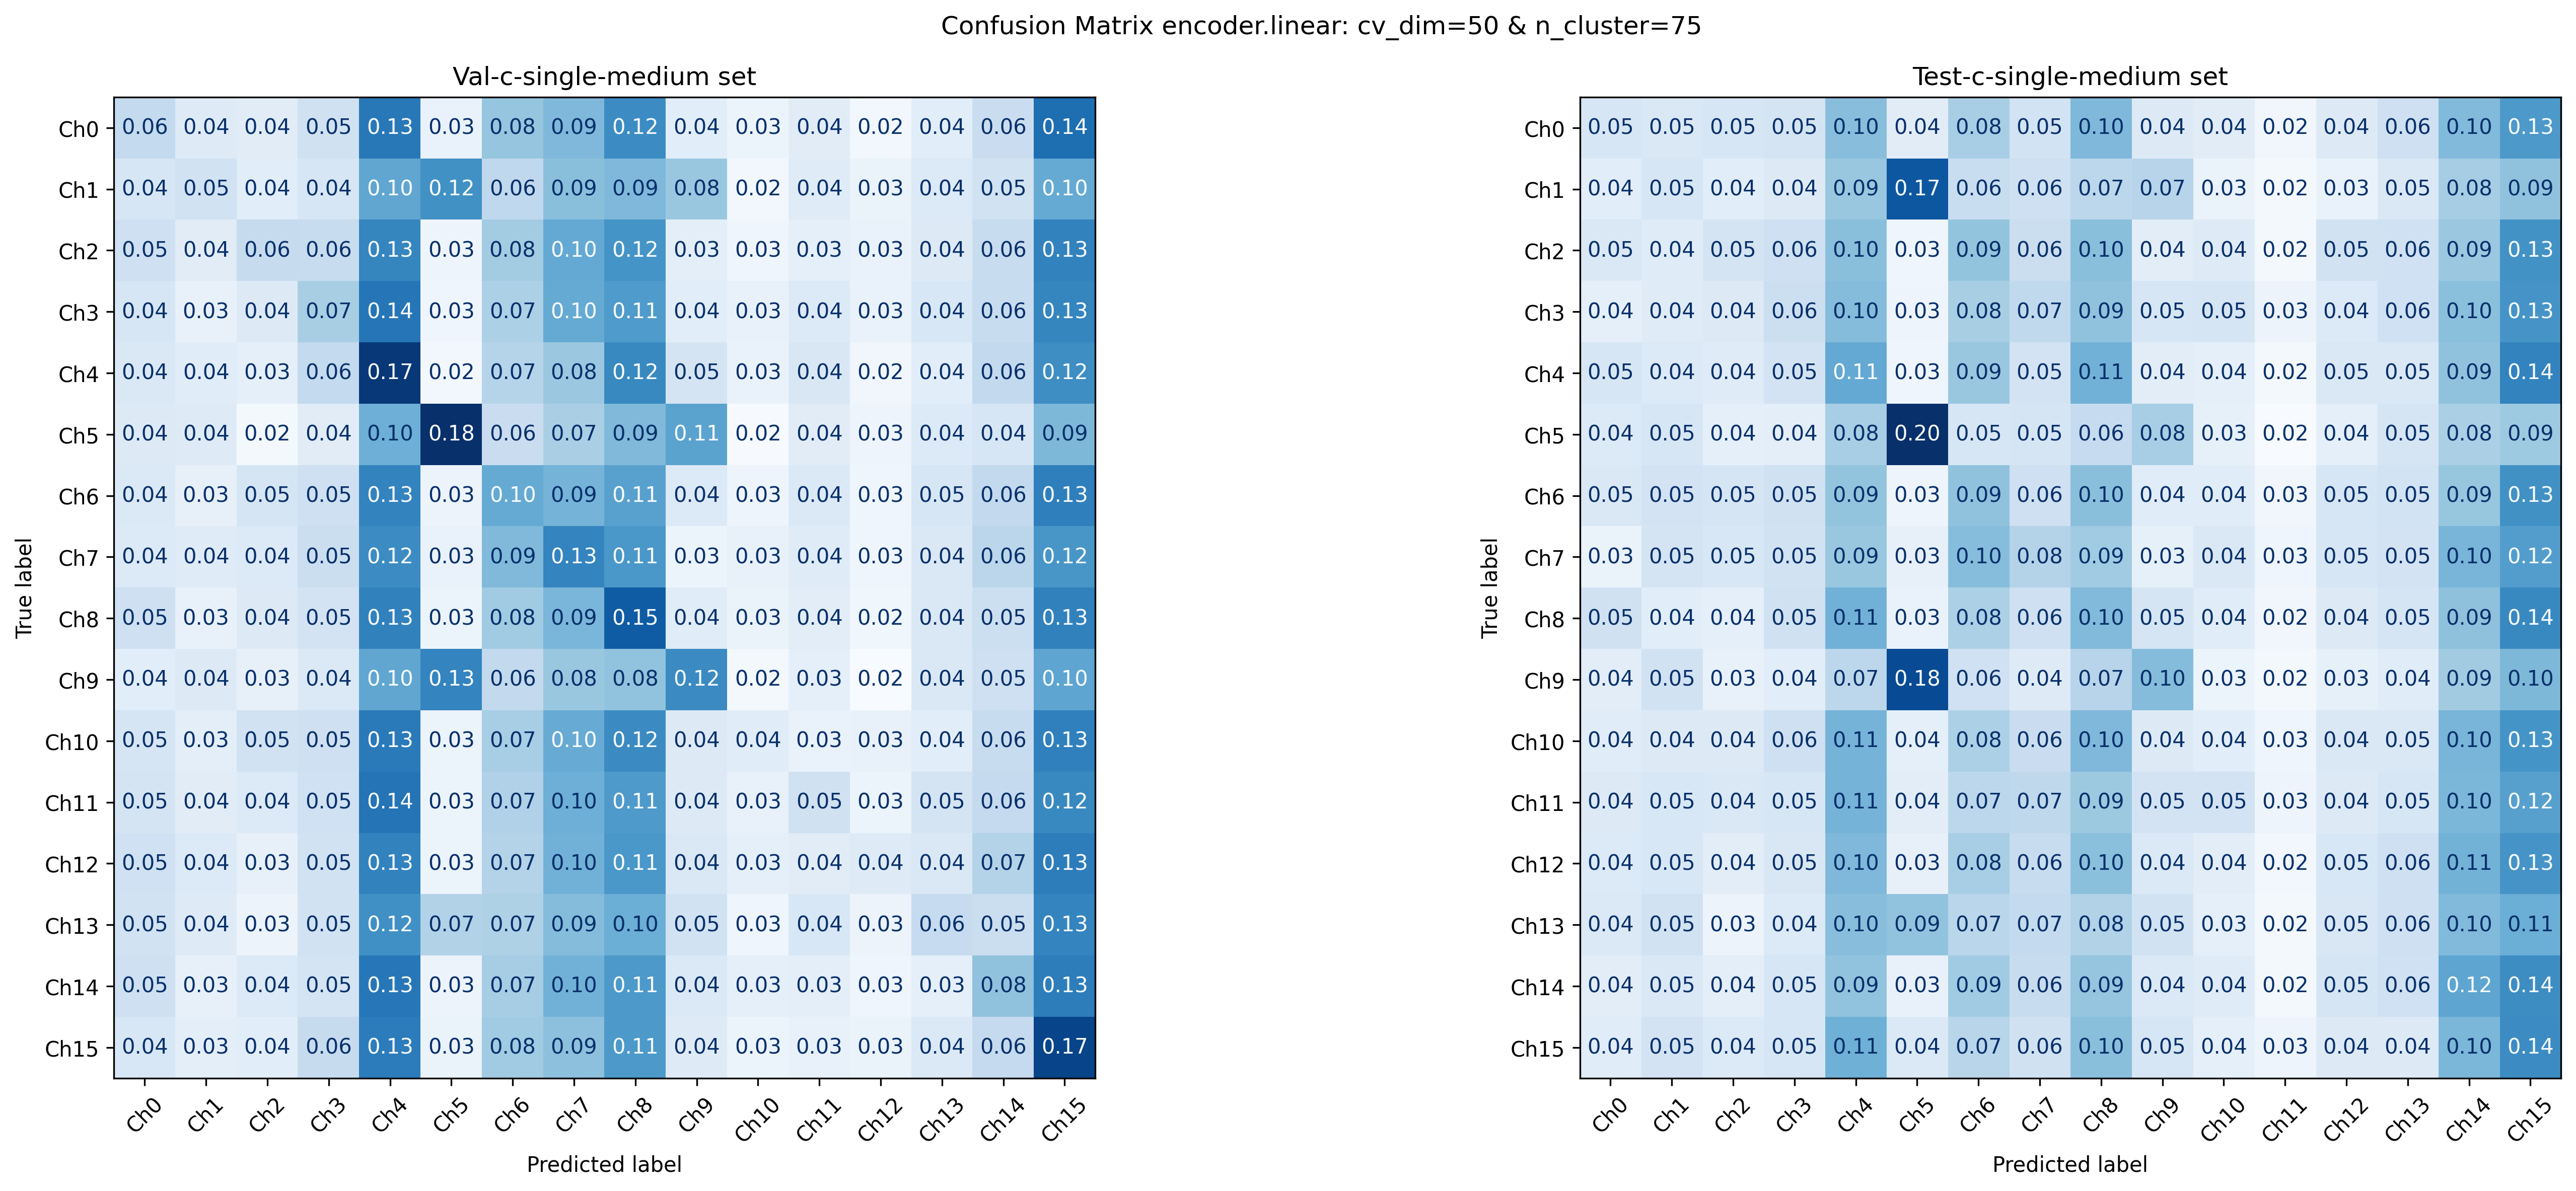 Confusion Matrix encoder.linear: cv_dim=50 & n_cluster=75
Val-c-single-medium set
True label
Ch0 0.06 0.04 0.04 0.05 0.13 0.03 0.08 0.09 0.12 0.04 0.03 0.04 0.02 0.04 0.06 0.14
Ch1 0.04 0.05 0.04 0.04 0.10 0.12 0.06 0.09 0.09 0.08 0.02 0.04 0.03 0.04 0.05 0.10
Ch2 0.05 0.04 0.06 0.06 0.13 0.03 0.08 0.10 0.12 0.03 0.03 0.03 0.03 0.04 0.06 0.13
Ch3 0.04 0.03 0.04 0.07 0.14 0.03 0.07 0.10 0.11 0.04 0.03 0.04 0.03 0.04 0.06 0.13
Ch4 0.04 0.04 0.03 0.06 0.17 0.02 0.07 0.08 0.12 0.05 0.03 0.04 0.02 0.04 0.06 0.12
Ch5 0.04 0.04 0.02 0.04 0.10 0.18 0.06 0.07 0.09 0.11 0.02 0.04 0.03 0.04 0.04 0.09
Ch6 0.04 0.03 0.05 0.05 0.13 0.03 0.10 0.09 0.11 0.04 0.03 0.04 0.03 0.05 0.06 0.13
Ch7 0.04 0.04 0.04 0.05 0.12 0.03 0.09 0.13 0.11 0.03 0.03 0.04 0.03 0.04 0.06 0.12
Ch8 0.05 0.03 0.04 0.05 0.13 0.03 0.08 0.09 0.15 0.04 0.03 0.04 0.02 0.04 0.05 0.13
Ch9 0.04 0.04 0.03 0.04 0.10 0.13 0.06 0.08 0.08 0.12 0.02 0.03 0.02 0.04 0.05 0.10
Ch10 0.05 0.03 0.05 0.05 0.13 0.03 0.07 0.10 0.12 0.04 0.04 0.03 0.03 0.04 0.06 0.13
Ch11 0.05 0.04 0.04 0.05 0.14 0.03 0.07 0.10 0.11 0.04 0.03 0.05 0.03 0.05 0.06 0.12
Ch12 0.05 0.04 0.03 0.05 0.13 0.03 0.07 0.10 0.11 0.04 0.03 0.04 0.04 0.04 0.07 0.13
Ch13 0.05 0.04 0.03 0.05 0.12 0.07 0.07 0.09 0.10 0.05 0.03 0.04 0.03 0.06 0.05 0.13
Ch14 0.05 0.03 0.04 0.05 0.13 0.03 0.07 0.10 0.11 0.04 0.03 0.03 0.03 0.03 0.08 0.13
Ch15 0.04 0.03 0.04 0.06 0.13 0.03 0.08 0.09 0.11 0.04 0.03 0.03 0.03 0.04 0.06 0.17
Ch0 Ch1 Ch2 Ch3 Ch4 Ch5 Ch6 Ch7 Ch8 Ch9 Ch10 Ch11 Ch12 Ch13 Ch14 Ch15
Predicted label
Test-c-single-medium set
True label
Ch0 0.05 0.05 0.05 0.05 0.10 0.04 0.08 0.05 0.10 0.04 0.04 0.02 0.04 0.06 0.10 0.13
Ch1 0.04 0.05 0.04 0.04 0.09 0.17 0.06 0.06 0.07 0.07 0.03 0.02 0.03 0.05 0.08 0.09
Ch2 0.05 0.04 0.05 0.06 0.10 0.03 0.09 0.06 0.10 0.04 0.04 0.02 0.05 0.06 0.09 0.13
Ch3 0.04 0.04 0.04 0.06 0.10 0.03 0.08 0.07 0.09 0.05 0.05 0.03 0.04 0.06 0.10 0.13
Ch4 0.05 0.04 0.04 0.05 0.11 0.03 0.09 0.05 0.11 0.04 0.04 0.02 0.05 0.05 0.09 0.14
Ch5 0.04 0.05 0.04 0.04 0.08 0.20 0.05 0.05 0.06 0.08 0.03 0.02 0.04 0.05 0.08 0.09
Ch6 0.05 0.05 0.05 0.05 0.09 0.03 0.09 0.06 0.10 0.04 0.04 0.03 0.05 0.05 0.09 0.13
Ch7 0.03 0.05 0.05 0.05 0.09 0.03 0.10 0.08 0.09 0.03 0.04 0.03 0.05 0.05 0.10 0.12
Ch8 0.05 0.04 0.04 0.05 0.11 0.03 0.08 0.06 0.10 0.05 0.04 0.02 0.04 0.05 0.09 0.14
Ch9 0.04 0.05 0.03 0.04 0.07 0.18 0.06 0.04 0.07 0.10 0.03 0.02 0.03 0.04 0.09 0.10
Ch10 0.04 0.04 0.04 0.06 0.11 0.04 0.08 0.06 0.10 0.04 0.04 0.03 0.04 0.05 0.10 0.13
Ch11 0.04 0.05 0.04 0.05 0.11 0.04 0.07 0.07 0.09 0.05 0.05 0.03 0.04 0.05 0.10 0.12
Ch12 0.04 0.05 0.04 0.05 0.10 0.03 0.08 0.06 0.10 0.04 0.04 0.02 0.05 0.06 0.11 0.13
Ch13 0.04 0.05 0.03 0.04 0.10 0.09 0.07 0.07 0.08 0.05 0.03 0.02 0.05 0.06 0.10 0.11
Ch14 0.04 0.05 0.04 0.05 0.09 0.03 0.09 0.06 0.09 0.04 0.04 0.02 0.05 0.06 0.12 0.14
Ch15 0.04 0.05 0.04 0.05 0.11 0.04 0.07 0.06 0.10 0.05 0.04 0.03 0.04 0.04 0.10 0.14
Ch0 Ch1 Ch2 Ch3 Ch4 Ch5 Ch6 Ch7 Ch8 Ch9 Ch10 Ch11 Ch12 Ch13 Ch14 Ch15
Predicted label